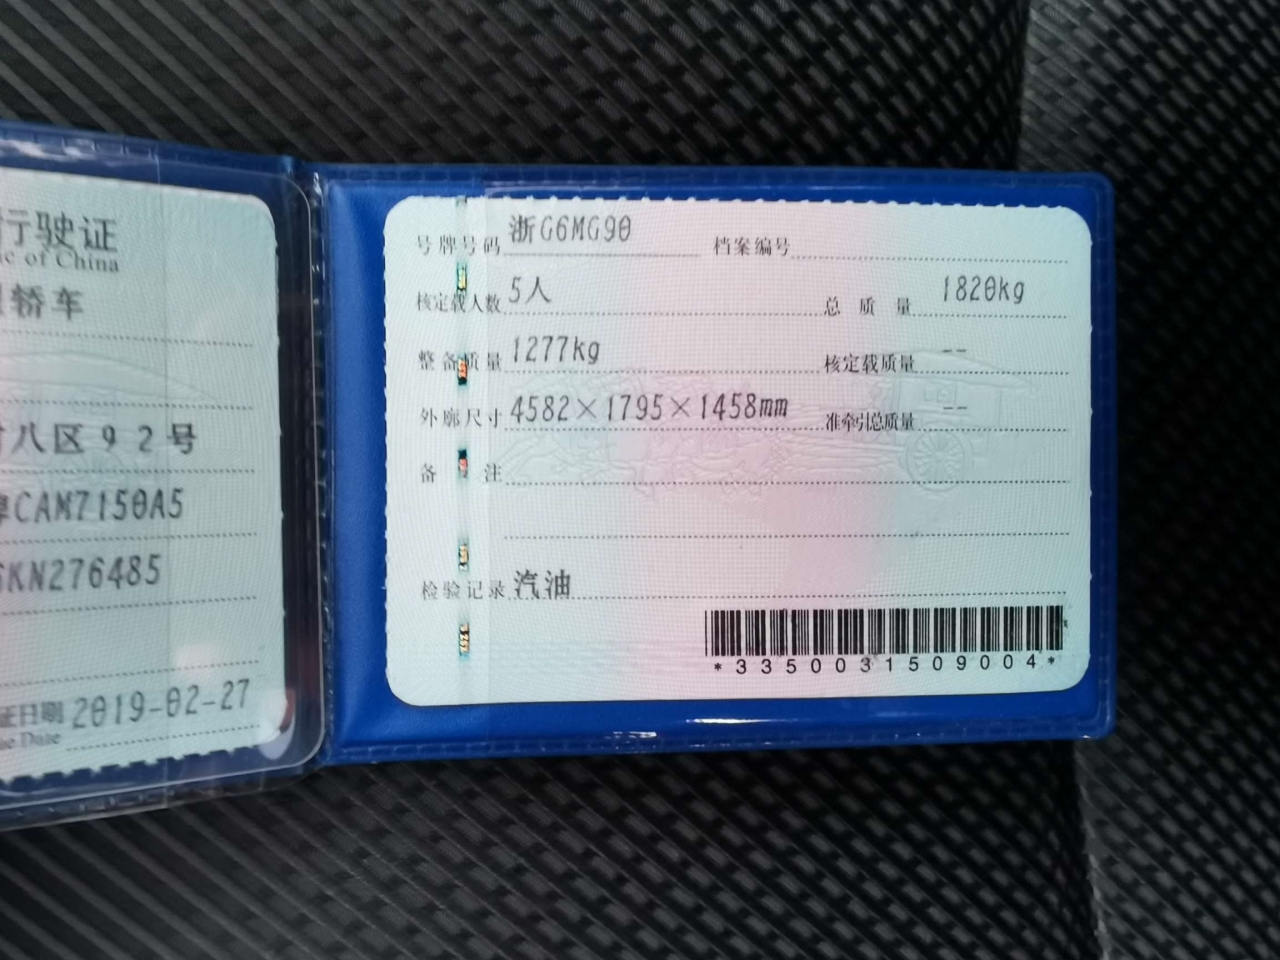 行驶证
c of China
轿车
八区92号
CAM7150A5
KN276485
证日期 2019-02-27
ue Date
号牌号码 浙G6MG90 档案编号
核定载人数 5人 总质量 1820kg
整备质量 1277kg 核定载质量 --
外廓尺寸 4582×1795×1458mm 准牵引总质量 --
备注
检验记录 汽油
*3350031509004*